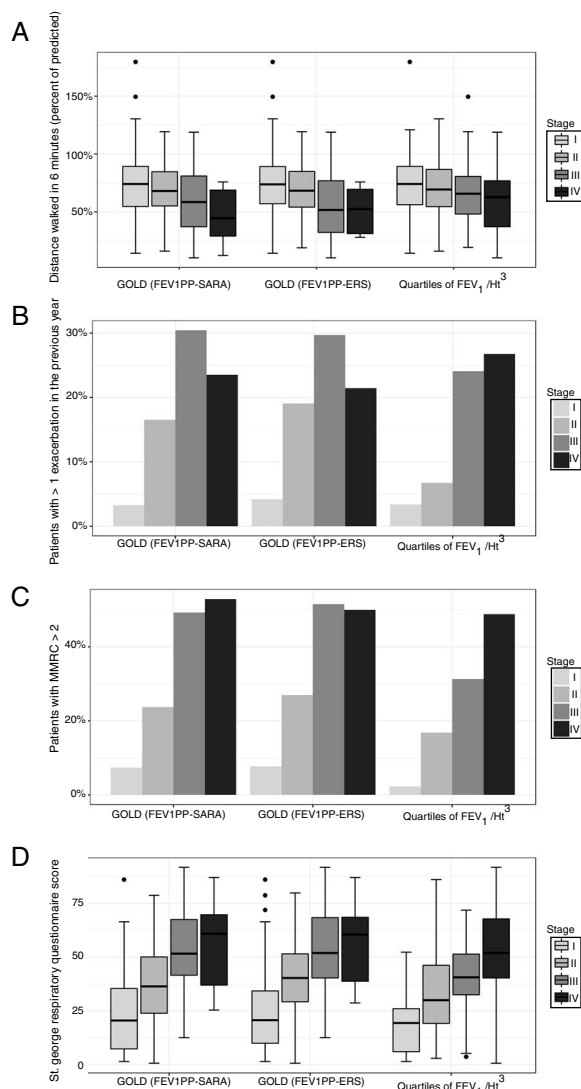 A
Distance walked in 6 minutes (percent of predicted)
150%
100%
50%
GOLD (FEV1PP-SARA)
GOLD (FEV1PP-ERS)
Quartiles of FEV1 /Ht3
Stage
I
II
III
IV
B
Patients with > 1 exacerbation in the previous year
30%
20%
10%
0%
GOLD (FEV1PP-SARA)
GOLD (FEV1PP-ERS)
Quartiles of FEV1 /Ht3
Stage
I
II
III
IV
C
Patients with MMRC > 2
40%
20%
0%
GOLD (FEV1PP-SARA)
GOLD (FEV1PP-ERS)
Quartiles of FEV1 /Ht3
Stage
I
II
III
IV
D
St. george respiratory questionnaire score
75
50
25
0
GOLD (FEV1PP-SARA)
GOLD (FEV1PP-ERS)
Quartiles of FEV1 /Ht3
Stage
I
II
III
IV